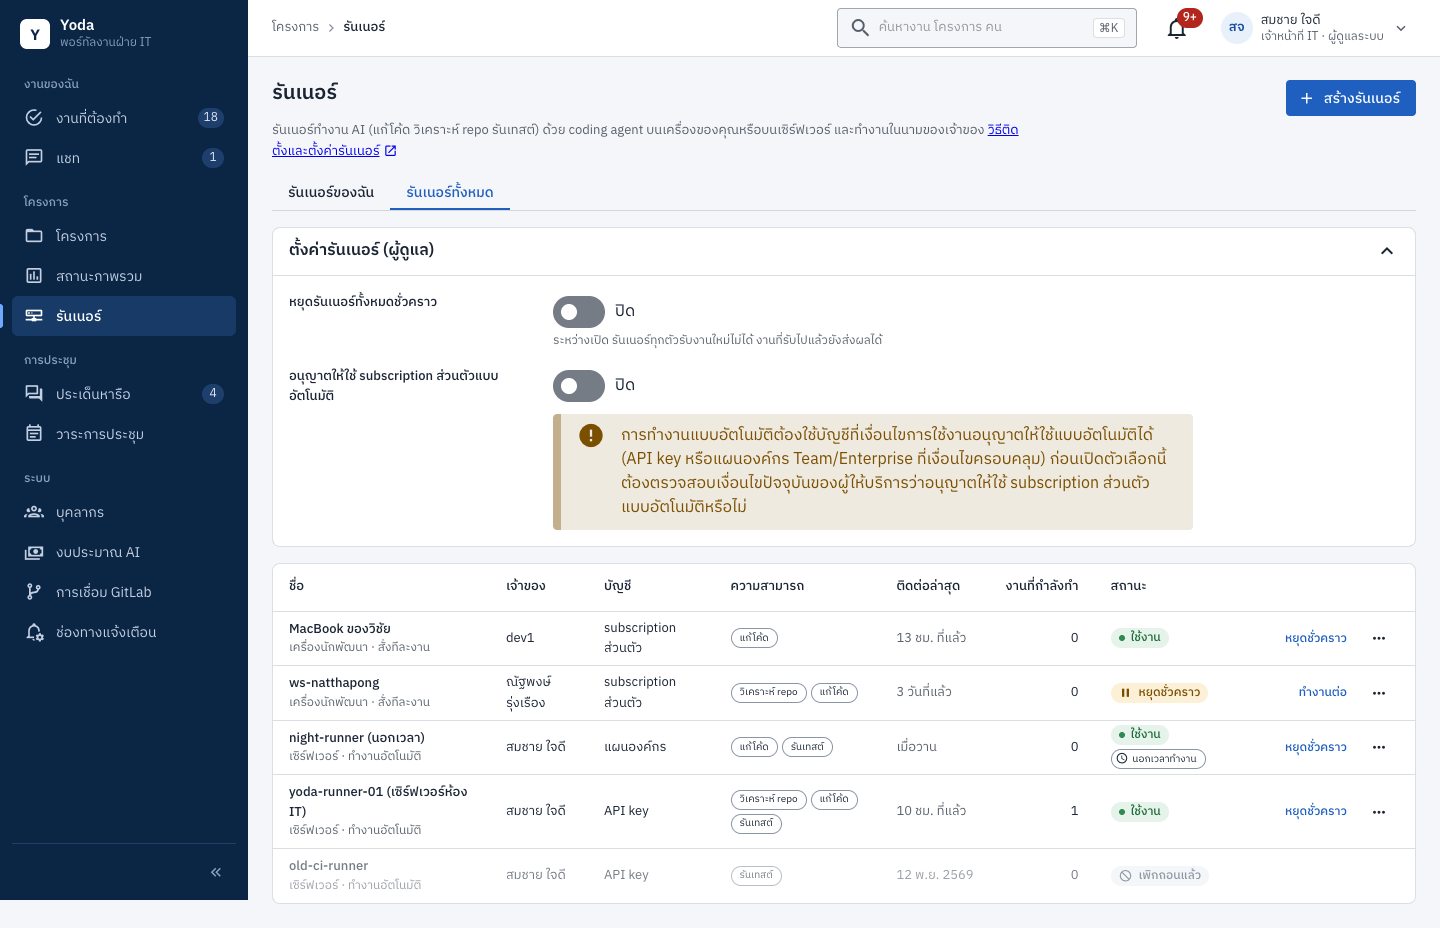 Y
Yoda
พอร์ทัลงานฝ่าย IT
งานของฉัน
งานที่ต้องทำ 18
แชท 1
โครงการ
โครงการ
สถานะภาพรวม
รันเนอร์
การประชุม
ประเด็นหารือ 4
วาระการประชุม
ระบบ
บุคลากร
งบประมาณ AI
การเชื่อม GitLab
ช่องทางแจ้งเตือน
โครงการ > รันเนอร์
ค้นหางาน โครงการ คน ⌘K
9+
สจ
สมชาย ใจดี
เจ้าหน้าที่ IT · ผู้ดูแลระบบ
รันเนอร์
+ สร้างรันเนอร์
รันเนอร์ทำงาน AI (แก้โค้ด วิเคราะห์ repo รันเทสต์) ด้วย coding agent บนเครื่องของคุณหรือบนเซิร์ฟเวอร์ และทำงานในนามของเจ้าของ วิธีติด
ตั้งและตั้งค่ารันเนอร์
รันเนอร์ของฉัน รันเนอร์ทั้งหมด
ตั้งค่ารันเนอร์ (ผู้ดูแล)
หยุดรันเนอร์ทั้งหมดชั่วคราว
ปิด
ระหว่างเปิด รันเนอร์ทุกตัวรับงานใหม่ไม่ได้ งานที่รับไปแล้วยังส่งผลได้
อนุญาตให้ใช้ subscription ส่วนตัวแบบ
อัตโนมัติ
ปิด
การทำงานแบบอัตโนมัติต้องใช้บัญชีที่เงื่อนไขการใช้งานอนุญาตให้ใช้แบบอัตโนมัติได้
(API key หรือแผนองค์กร Team/Enterprise ที่เงื่อนไขครอบคลุม) ก่อนเปิดตัวเลือกนี้
ต้องตรวจสอบเงื่อนไขปัจจุบันของผู้ให้บริการว่าอนุญาตให้ใช้ subscription ส่วนตัว
แบบอัตโนมัติหรือไม่
ชื่อ เจ้าของ บัญชี ความสามารถ ติดต่อล่าสุด งานที่กำลังทำ สถานะ
MacBook ของวิชัย
เครื่องนักพัฒนา · สั่งทีละงาน
dev1
subscription
ส่วนตัว
แก้โค้ด
13 ชม. ที่แล้ว
0
ใช้งาน
หยุดชั่วคราว
ws-natthapong
เครื่องนักพัฒนา · สั่งทีละงาน
ณัฐพงษ์
รุ่งเรือง
subscription
ส่วนตัว
วิเคราะห์ repo แก้โค้ด
3 วันที่แล้ว
0
หยุดชั่วคราว
ทำงานต่อ
night-runner (นอกเวลา)
เซิร์ฟเวอร์ · ทำงานอัตโนมัติ
สมชาย ใจดี
แผนองค์กร
แก้โค้ด รันเทสต์
เมื่อวาน
0
ใช้งาน
นอกเวลาทำงาน
หยุดชั่วคราว
yoda-runner-01 (เซิร์ฟเวอร์ห้อง
IT)
เซิร์ฟเวอร์ · ทำงานอัตโนมัติ
สมชาย ใจดี
API key
วิเคราะห์ repo แก้โค้ด
รันเทสต์
10 ชม. ที่แล้ว
1
ใช้งาน
หยุดชั่วคราว
old-ci-runner
เซิร์ฟเวอร์ · ทำงานอัตโนมัติ
สมชาย ใจดี
API key
รันเทสต์
12 พ.ย. 2569
0
เพิกถอนแล้ว